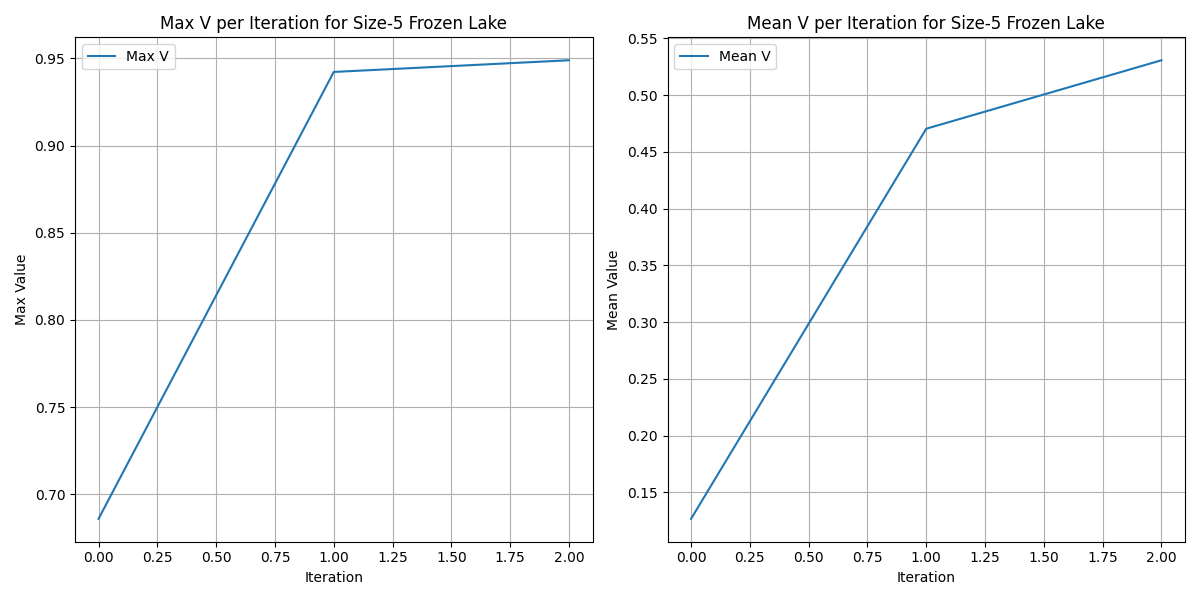 Max V per Iteration for Size-5 Frozen Lake
Max V
Max Value
0.95
0.90
0.85
0.80
0.75
0.70
0.00 0.25 0.50 0.75 1.00 1.25 1.50 1.75 2.00
Iteration
Mean V per Iteration for Size-5 Frozen Lake
Mean V
Mean Value
0.55
0.50
0.45
0.40
0.35
0.30
0.25
0.20
0.15
0.00 0.25 0.50 0.75 1.00 1.25 1.50 1.75 2.00
Iteration